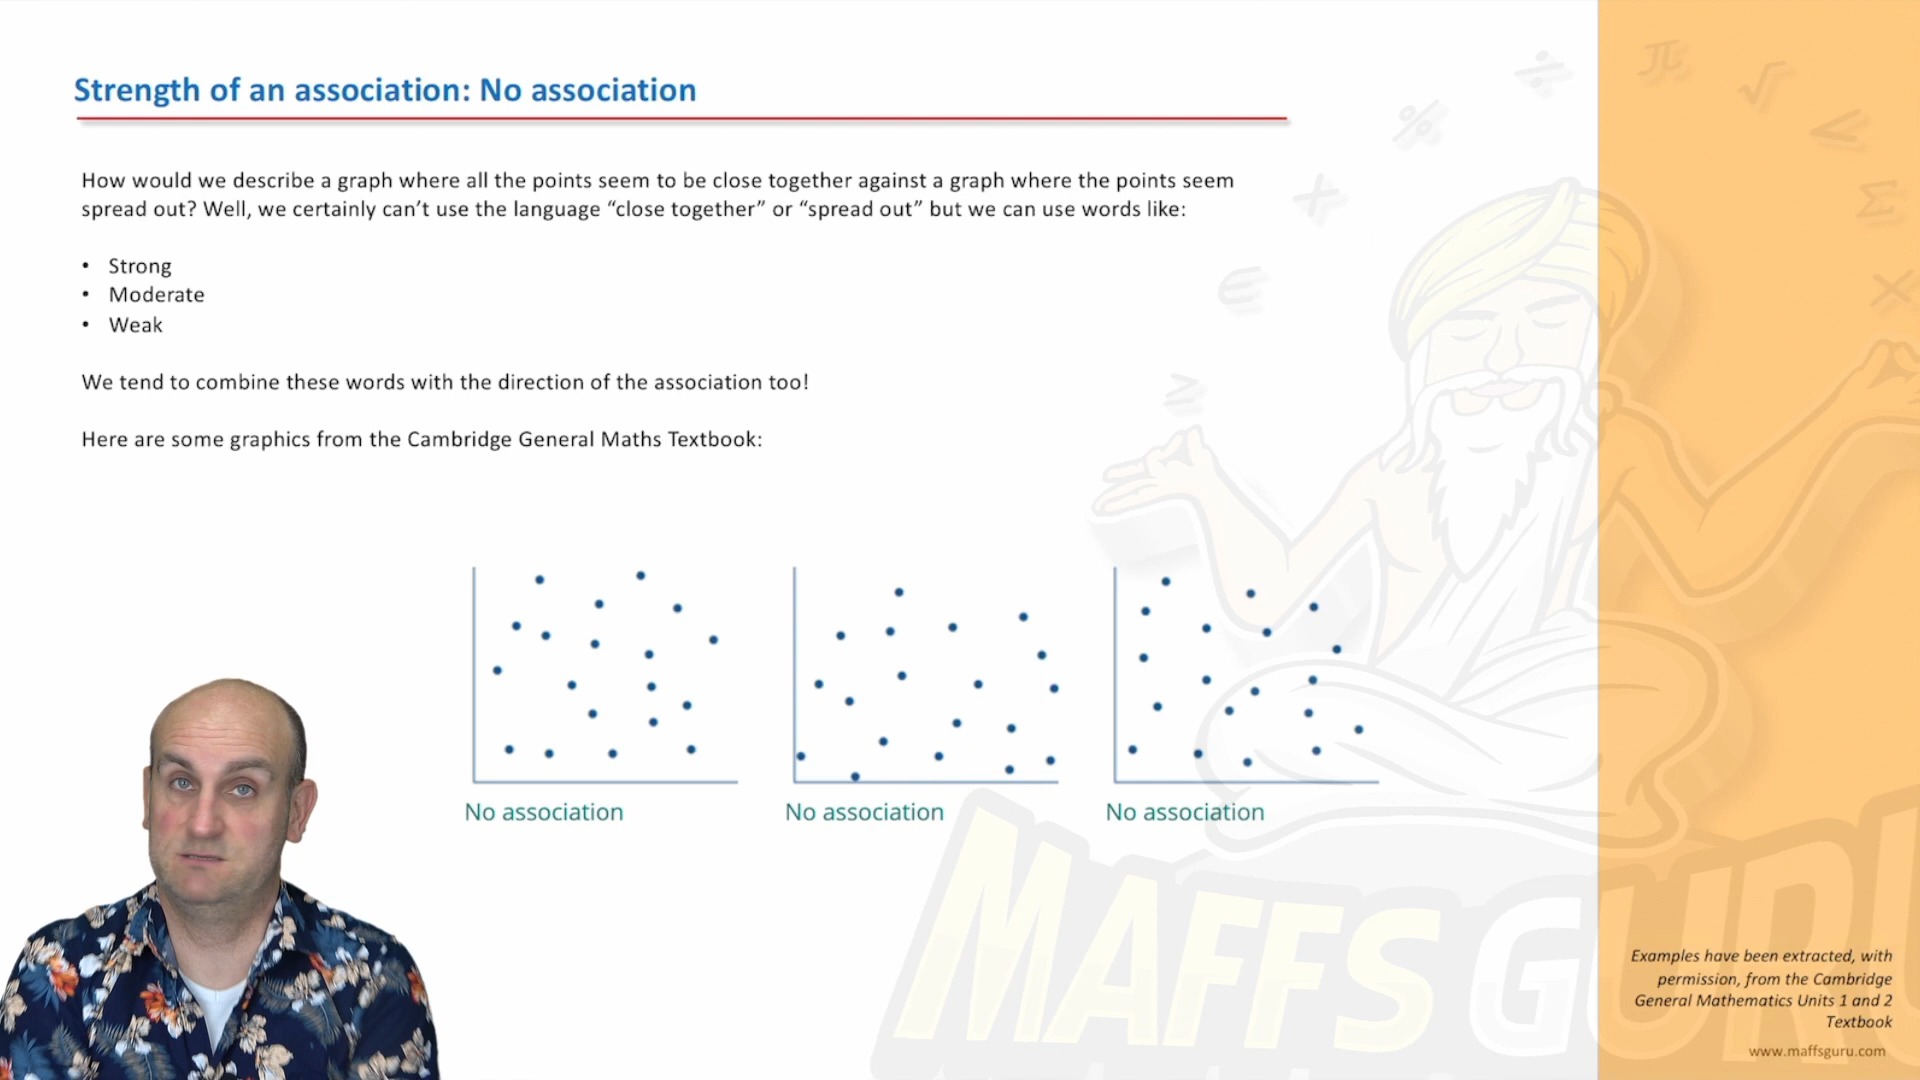 Strength of an association: No association
How would we describe a graph where all the points seem to be close together against a graph where the points seem
spread out? Well, we certainly can’t use the language “close together” or “spread out” but we can use words like:
• Strong
• Moderate
• Weak
We tend to combine these words with the direction of the association too!
Here are some graphics from the Cambridge General Maths Textbook:
No association
No association
No association
MAFFS GURU
Examples have been extracted, with
permission, from the Cambridge
General Mathematics Units 1 and 2
Textbook
www.maffsguru.com